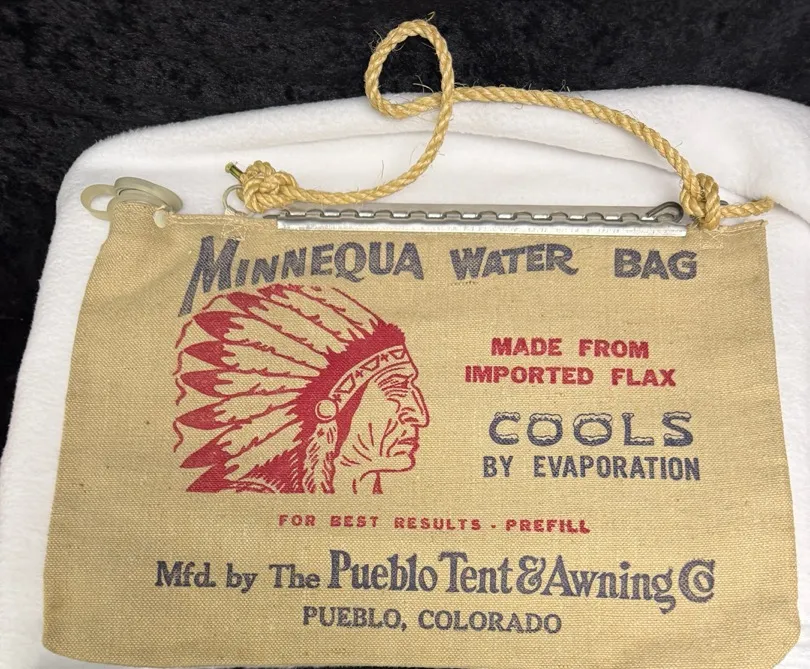 MINNEQUA WATER BAG
MADE FROM
IMPORTED FLAX
COOLS
BY EVAPORATION
FOR BEST RESULTS - PREFILL
Mfd. by The Pueblo Tent & Awning Co
PUEBLO, COLORADO